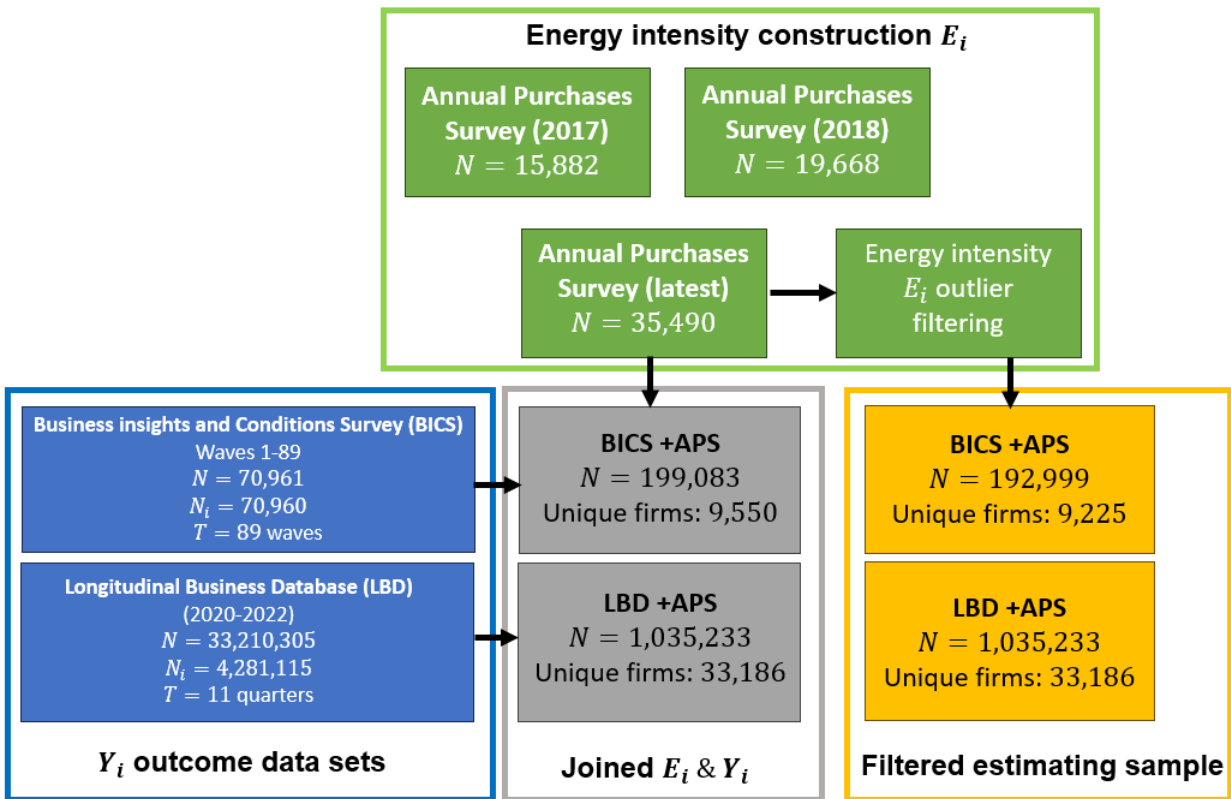 Energy intensity construction Eᵢ
Annual Purchases
Survey (2017)
N = 15,882
Annual Purchases
Survey (2018)
N = 19,668
Annual Purchases
Survey (latest)
N = 35,490
Energy intensity
Eᵢ outlier
filtering
Business insights and Conditions Survey (BICS)
Waves 1-89
N = 70,961
Nᵢ = 70,960
T = 89 waves
Longitudinal Business Database (LBD)
(2020-2022)
N = 33,210,305
Nᵢ = 4,281,115
T = 11 quarters
Yᵢ outcome data sets
BICS +APS
N = 199,083
Unique firms: 9,550
LBD +APS
N = 1,035,233
Unique firms: 33,186
Joined Eᵢ & Yᵢ
BICS +APS
N = 192,999
Unique firms: 9,225
LBD +APS
N = 1,035,233
Unique firms: 33,186
Filtered estimating sample